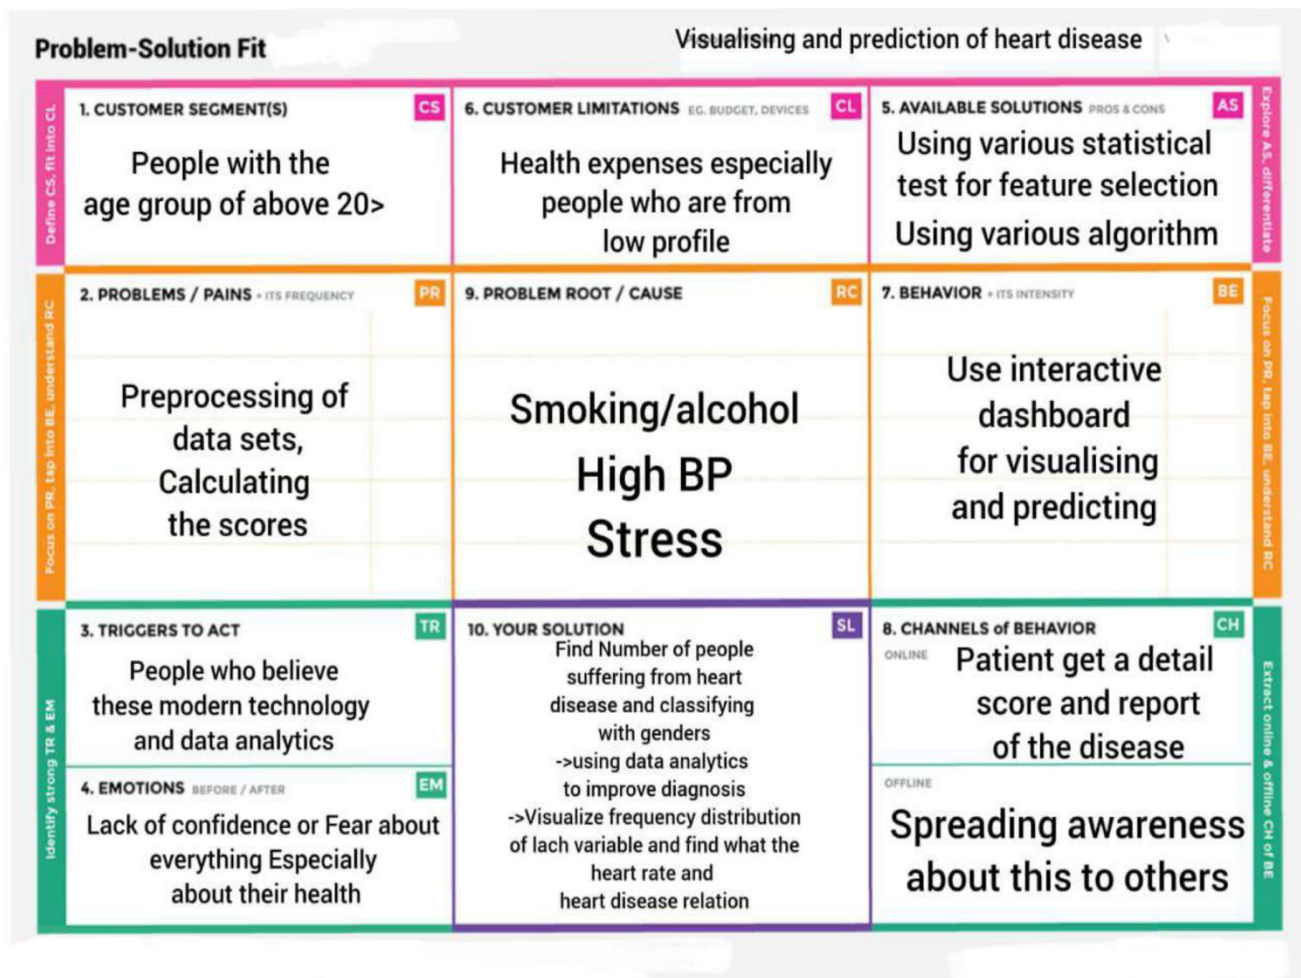 Problem-Solution Fit
Visualising and prediction of heart disease
Define CS, fit into CL
1. CUSTOMER SEGMENT(S) CS
People with the
age group of above 20>
6. CUSTOMER LIMITATIONS EG. BUDGET, DEVICES CL
Health expenses especially
people who are from
low profile
5. AVAILABLE SOLUTIONS PROS & CONS AS
Using various statistical
test for feature selection
Using various algorithm
Explore AS, differentiate
Focus on PR, tap into BE, understand RC
2. PROBLEMS / PAINS + ITS FREQUENCY PR
Preprocessing of
data sets,
Calculating
the scores
9. PROBLEM ROOT / CAUSE RC
Smoking/alcohol
High BP
Stress
7. BEHAVIOR + ITS INTENSITY BE
Use interactive
dashboard
for visualising
and predicting
Focus on PR, tap into BE, understand RC
Identify strong TR & EM
3. TRIGGERS TO ACT TR
People who believe
these modern technology
and data analytics
4. EMOTIONS BEFORE / AFTER EM
Lack of confidence or Fear about
everything Especially
about their health
10. YOUR SOLUTION SL
Find Number of people
suffering from heart
disease and classifying
with genders
->using data analytics
to improve diagnosis
->Visualize frequency distribution
of lach variable and find what the
heart rate and
heart disease relation
8. CHANNELS of BEHAVIOR CH
ONLINE
Patient get a detail
score and report
of the disease
OFFLINE
Spreading awareness
about this to others
Extract online & offline CH of BE